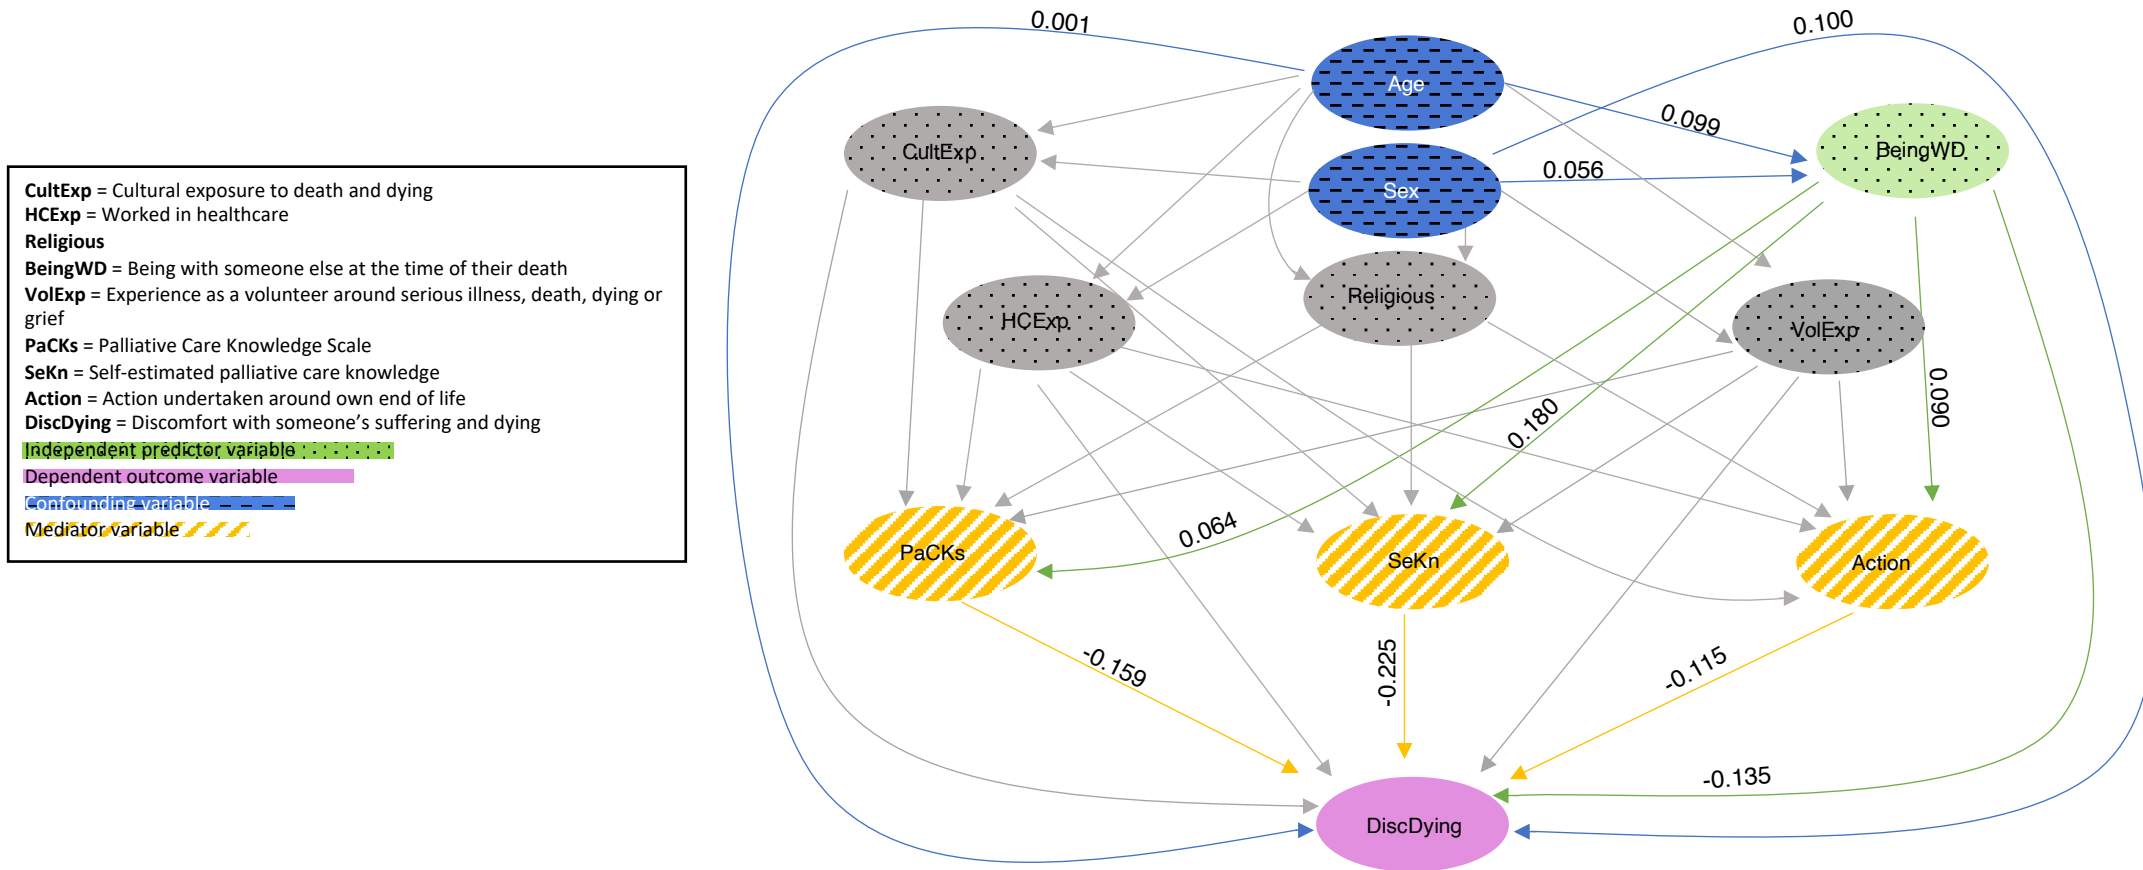 CultExp = Cultural exposure to death and dying
HCExp = Worked in healthcare
Religious
BeingWD = Being with someone else at the time of their death
VolExp = Experience as a volunteer around serious illness, death, dying or
grief
PaCKs = Palliative Care Knowledge Scale
SeKn = Self-estimated palliative care knowledge
Action = Action undertaken around own end of life
DiscDying = Discomfort with someone's suffering and dying
Independent predictor variable
Dependent outcome variable
Confounding variable
Mediator variable
0.001
0.100
Age
0.099
CultExp
BeingWD
Sex
0.056
Religious
HCExp
VolExp
0.090
0.180
0.064
PaCKs
SeKn
Action
-0.159
-0.225
-0.115
-0.135
DiscDying